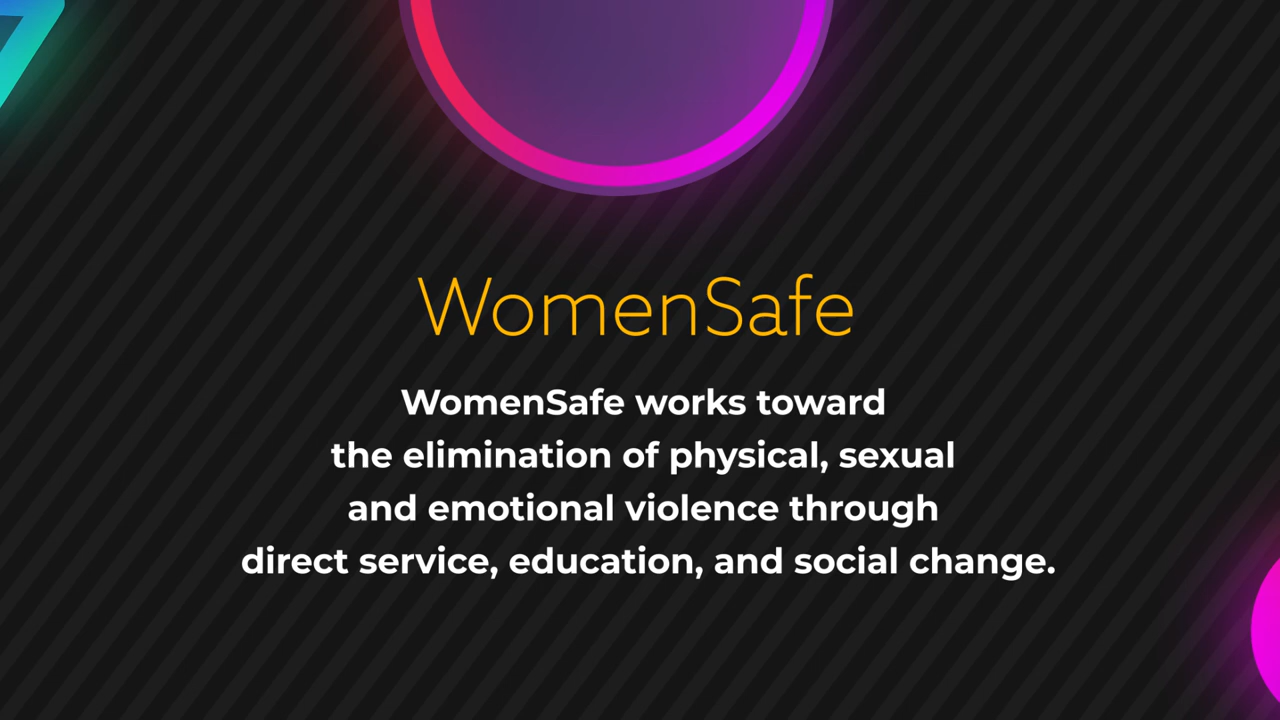 WomenSafe
WomenSafe works toward
the elimination of physical, sexual
and emotional violence through
direct service, education, and social change.